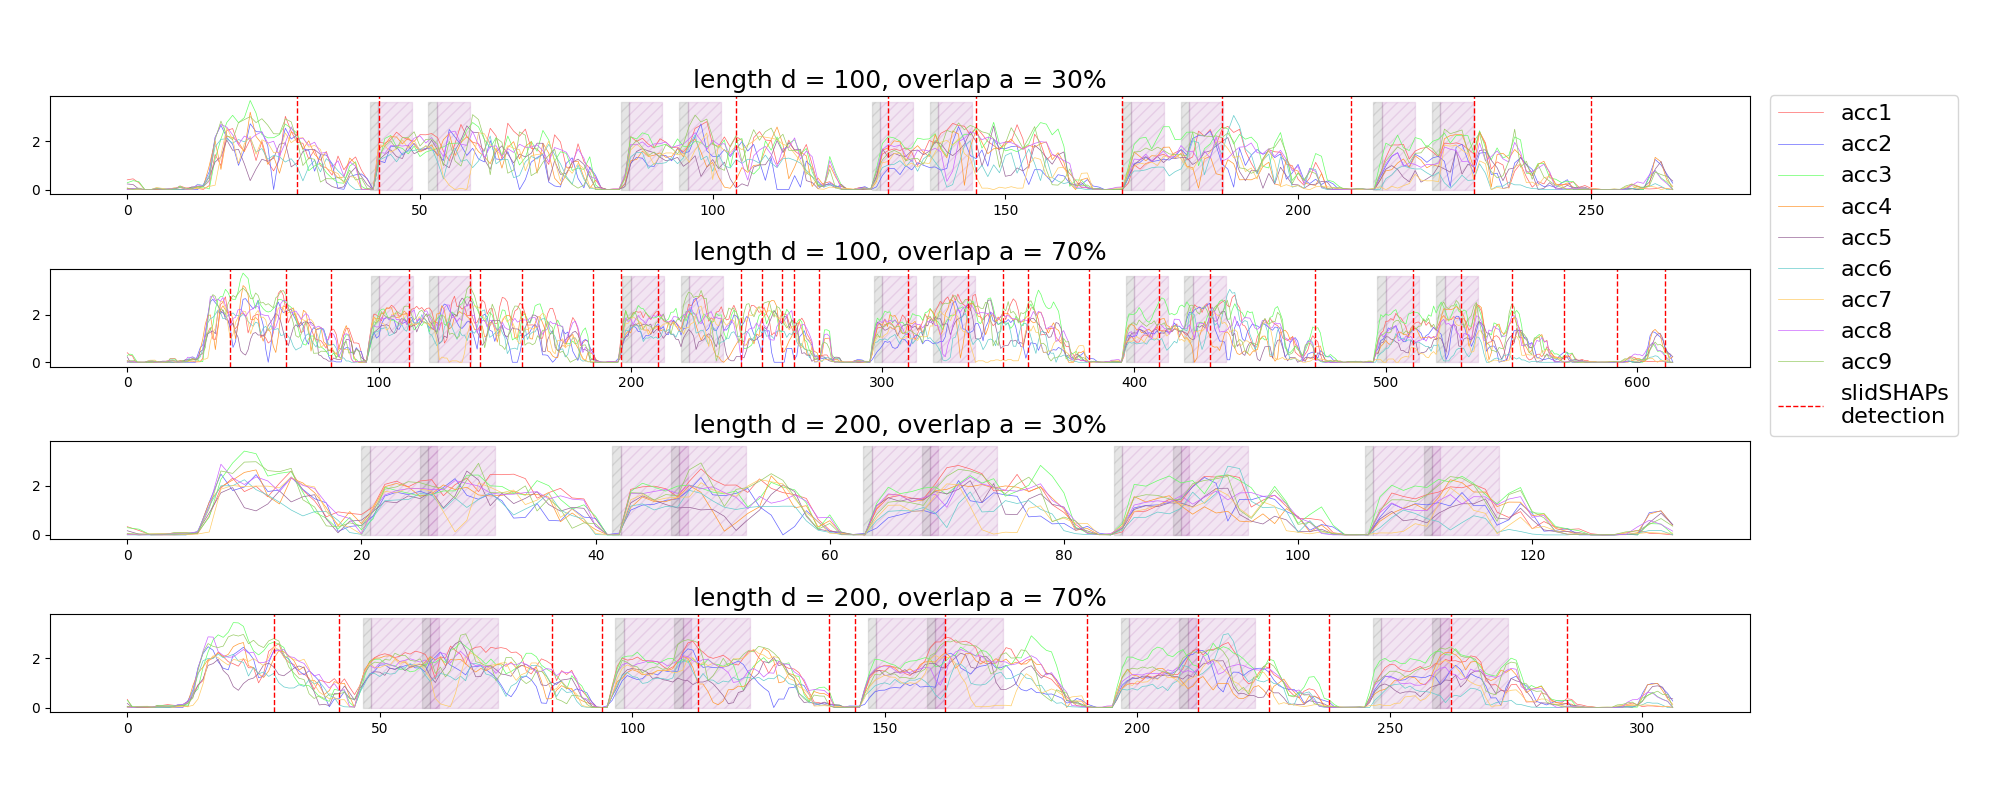 length d = 100, overlap a = 30%
2
0
0 50 100 150 200 250
length d = 100, overlap a = 70%
2
0
0 100 200 300 400 500 600
length d = 200, overlap a = 30%
2
0
0 20 40 60 80 100 120
length d = 200, overlap a = 70%
2
0
0 50 100 150 200 250 300
acc1
acc2
acc3
acc4
acc5
acc6
acc7
acc8
acc9
slidSHAPs
detection